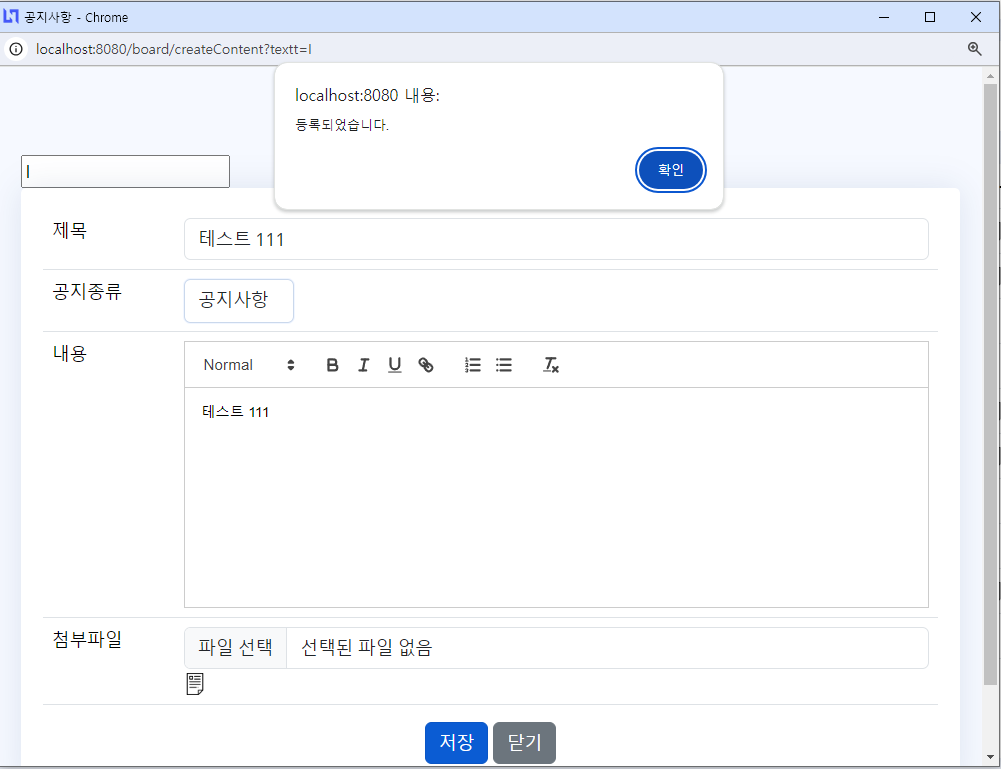 공지사항 - Chrome
localhost:8080/board/createContent?textt=I
localhost:8080 내용:
등록되었습니다.
확인
I
제목
테스트 111
공지종류
공지사항
내용
Normal B I U Tx
테스트 111
첨부파일
파일 선택 선택된 파일 없음
저장 닫기